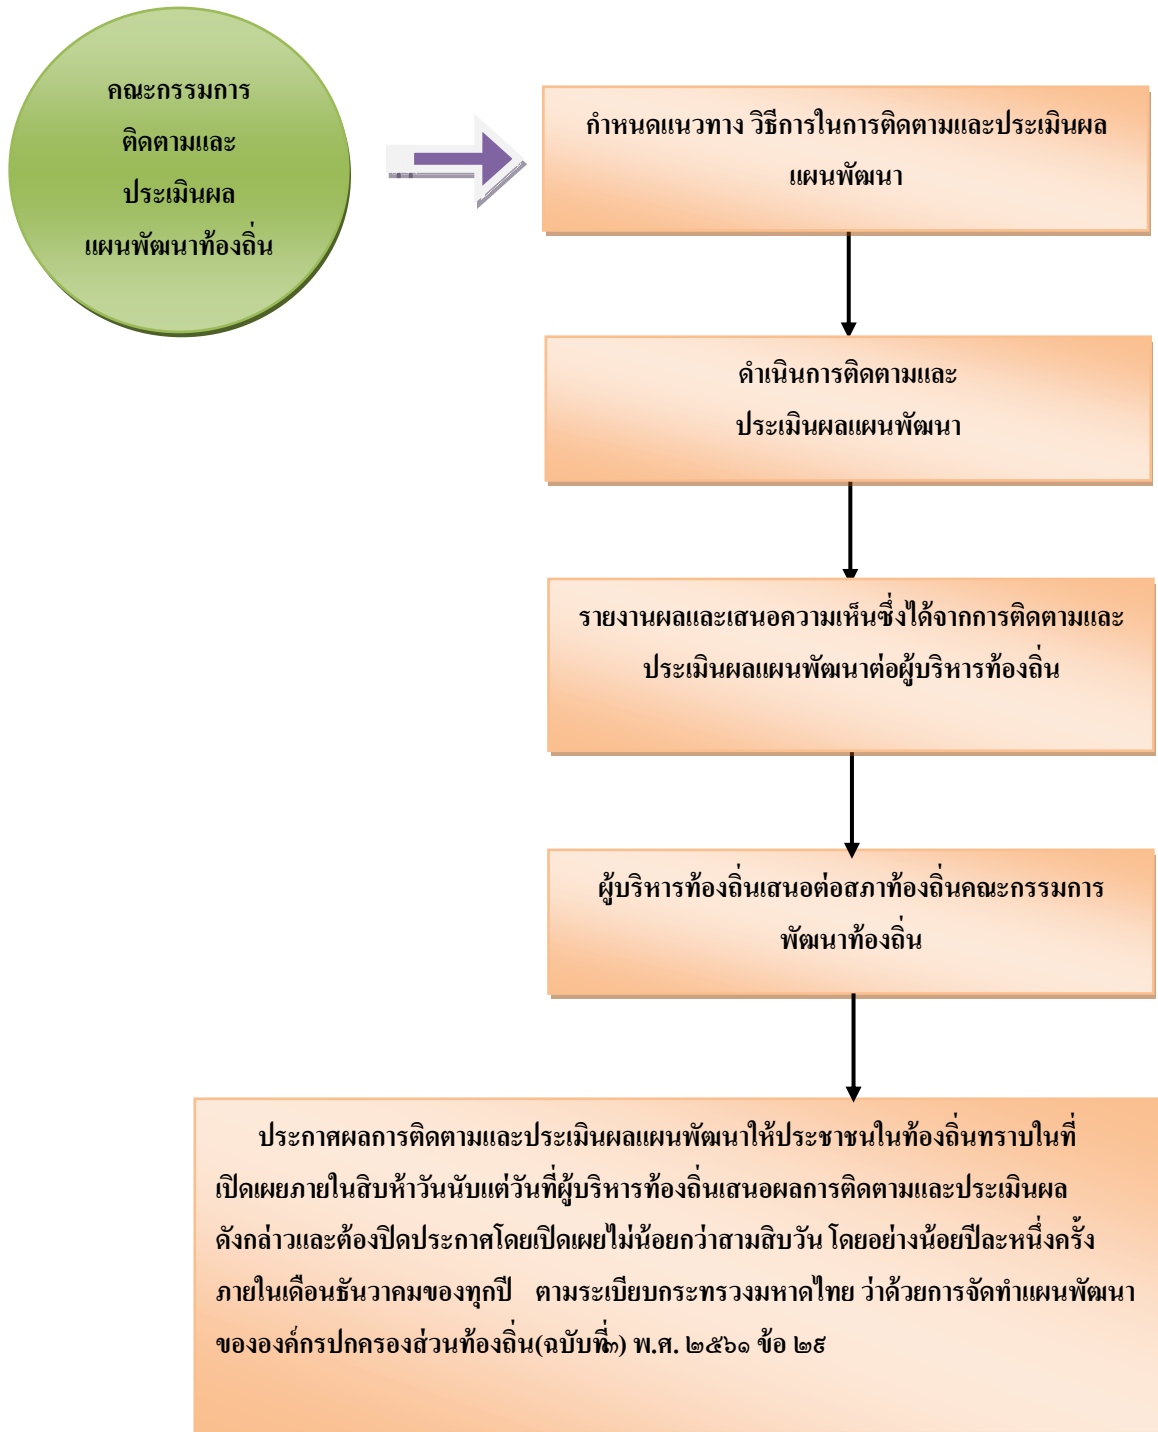 คณะกรรมการ
ติดตามและ
ประเมินผล
แผนพัฒนาท้องถิ่น
กำหนดแนวทาง วิธีการในการติดตามและประเมินผล
แผนพัฒนา
ดำเนินการติดตามและ
ประเมินผลแผนพัฒนา
รายงานผลและเสนอความเห็นซึ่งได้จากการติดตามและ
ประเมินผลแผนพัฒนาต่อผู้บริหารท้องถิ่น
ผู้บริหารท้องถิ่นเสนอต่อสภาท้องถิ่นคณะกรรมการ
พัฒนาท้องถิ่น
ประกาศผลการติดตามและประเมินผลแผนพัฒนาให้ประชาชนในท้องถิ่นทราบในที่
เปิดเผยภายในสิบห้าวันนับแต่วันที่ผู้บริหารท้องถิ่นเสนอผลการติดตามและประเมินผล
ดังกล่าวและต้องปิดประกาศโดยเปิดเผยไม่น้อยกว่าสามสิบวัน โดยอย่างน้อยปีละหนึ่งครั้ง
ภายในเดือนธันวาคมของทุกปี ตามระเบียบกระทรวงมหาดไทย ว่าด้วยการจัดทำแผนพัฒนา
ขององค์กรปกครองส่วนท้องถิ่น(ฉบับที่๓) พ.ศ. ๒๕๖๑ ข้อ ๒๙